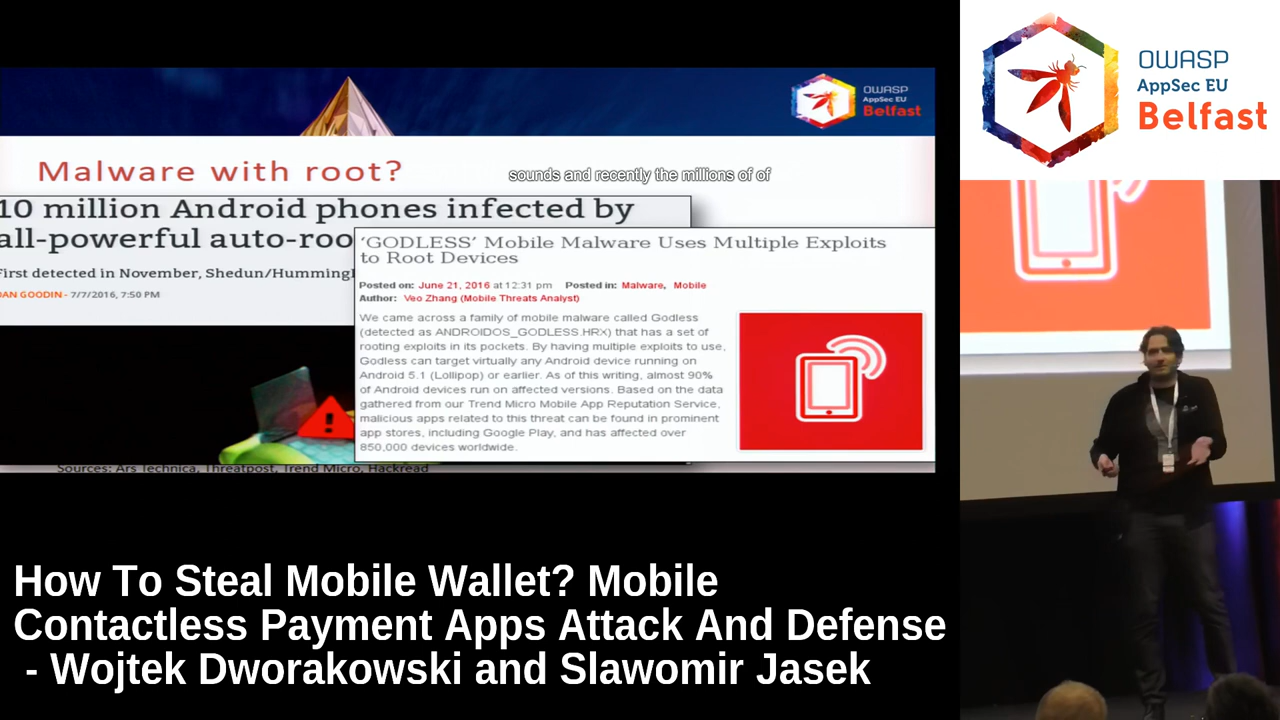 OWASP
AppSec EU
Belfast
OWASP
AppSec EU
Belfast
Malware with root?
sounds and recently the millions of of
10 million Android phones infected by
all-powerful auto-roo
First detected in November, Shedun/Hummingl
DAN GOODIN - 7/7/2016, 7:50 PM
'GODLESS' Mobile Malware Uses Multiple Exploits
to Root Devices
Posted on: June 21, 2016 at 12:31 pm Posted in: Malware, Mobile
Author: Veo Zhang (Mobile Threats Analyst)
We came across a family of mobile malware called Godless
(detected as ANDROIDOS_GODLESS.HRX) that has a set of
rooting exploits in its pockets. By having multiple exploits to use,
Godless can target virtually any Android device running on
Android 5.1 (Lollipop) or earlier. As of this writing, almost 90%
of Android devices run on affected versions. Based on the data
gathered from our Trend Micro Mobile App Reputation Service,
malicious apps related to this threat can be found in prominent
app stores, including Google Play, and has affected over
850,000 devices worldwide.
Sources: Ars Technica, Threatpost, Trend Micro, Hackread
How To Steal Mobile Wallet? Mobile
Contactless Payment Apps Attack And Defense
- Wojtek Dworakowski and Slawomir Jasek